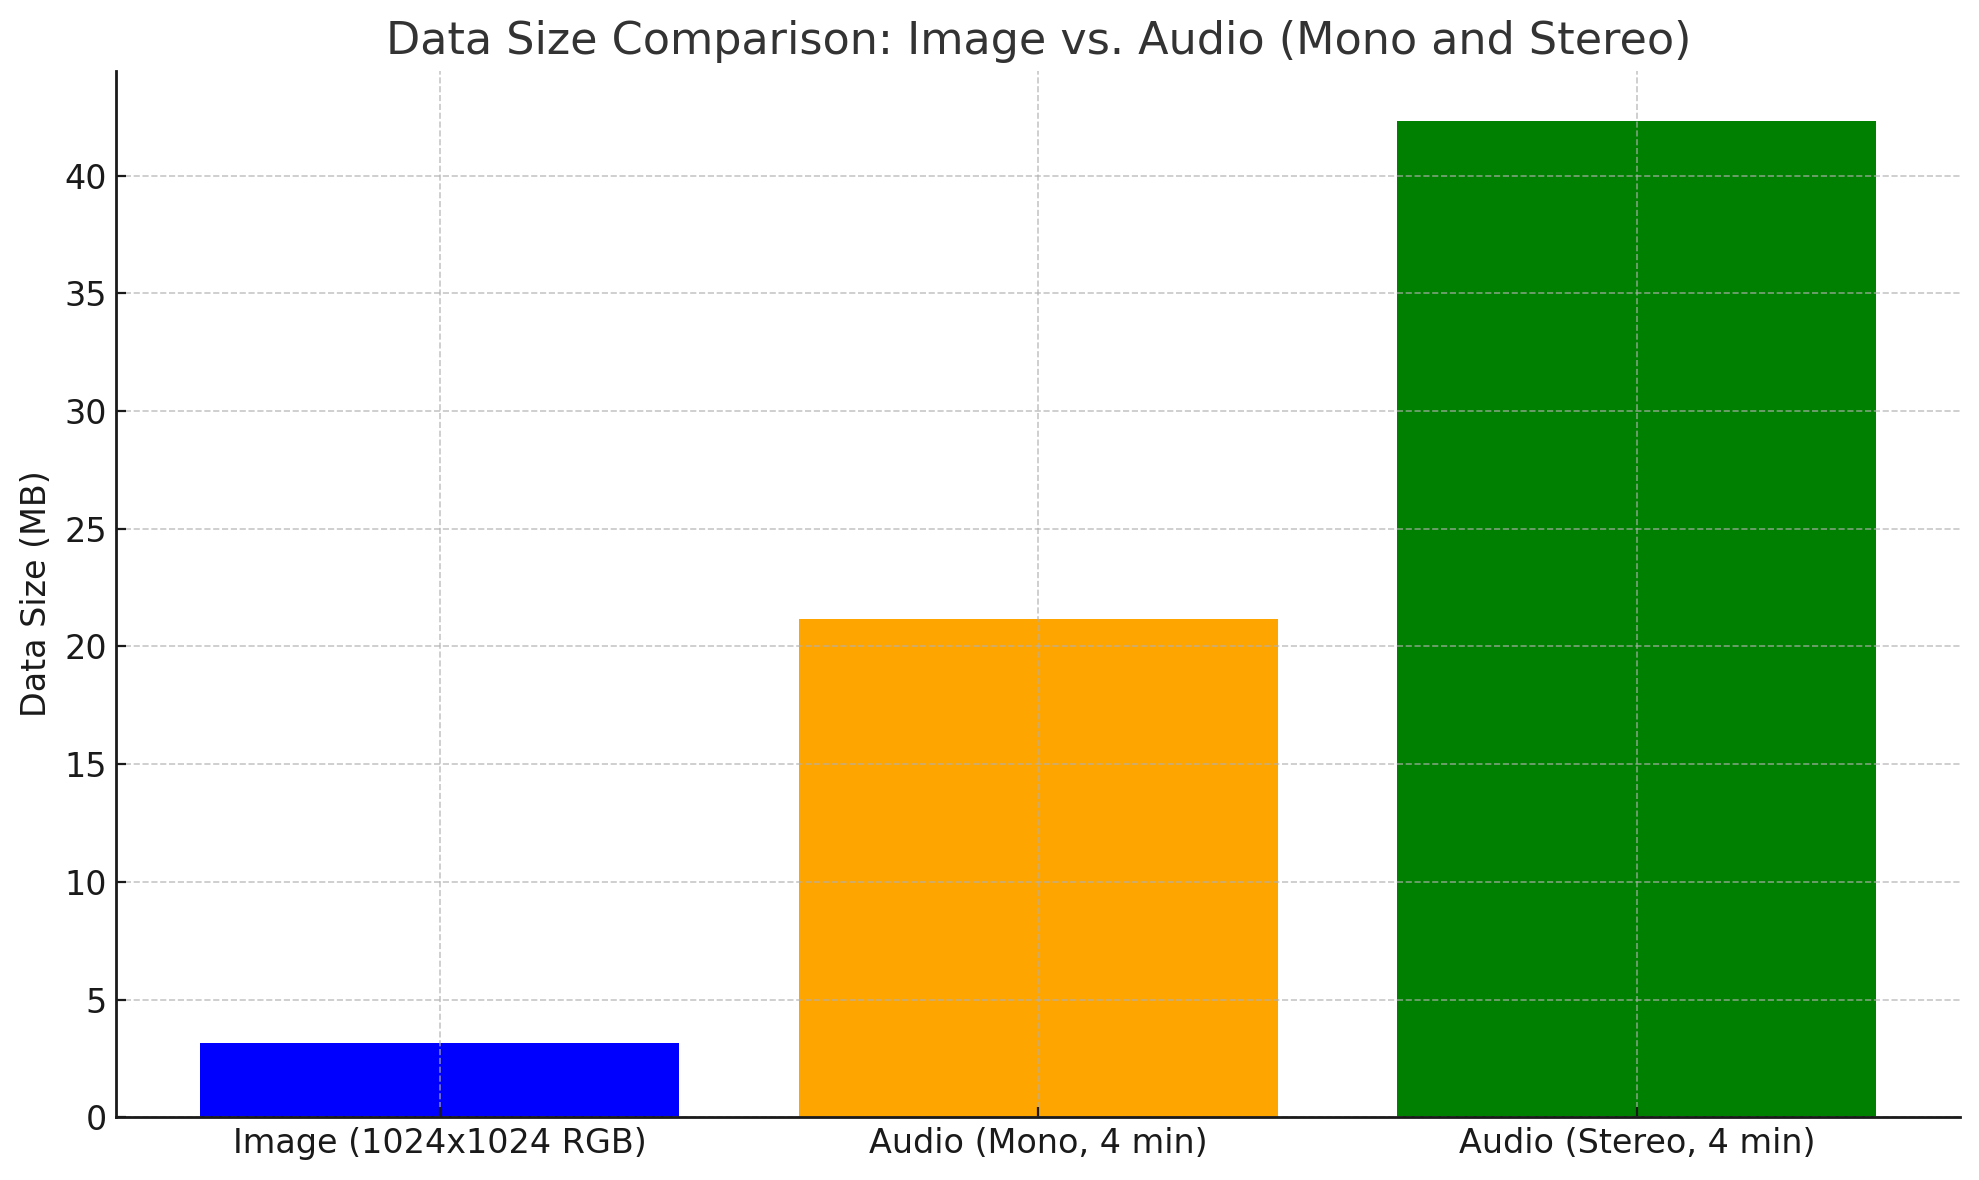 Data Size Comparison: Image vs. Audio (Mono and Stereo)
Data Size (MB)
40
35
30
25
20
15
10
5
0
Image (1024x1024 RGB)
Audio (Mono, 4 min)
Audio (Stereo, 4 min)